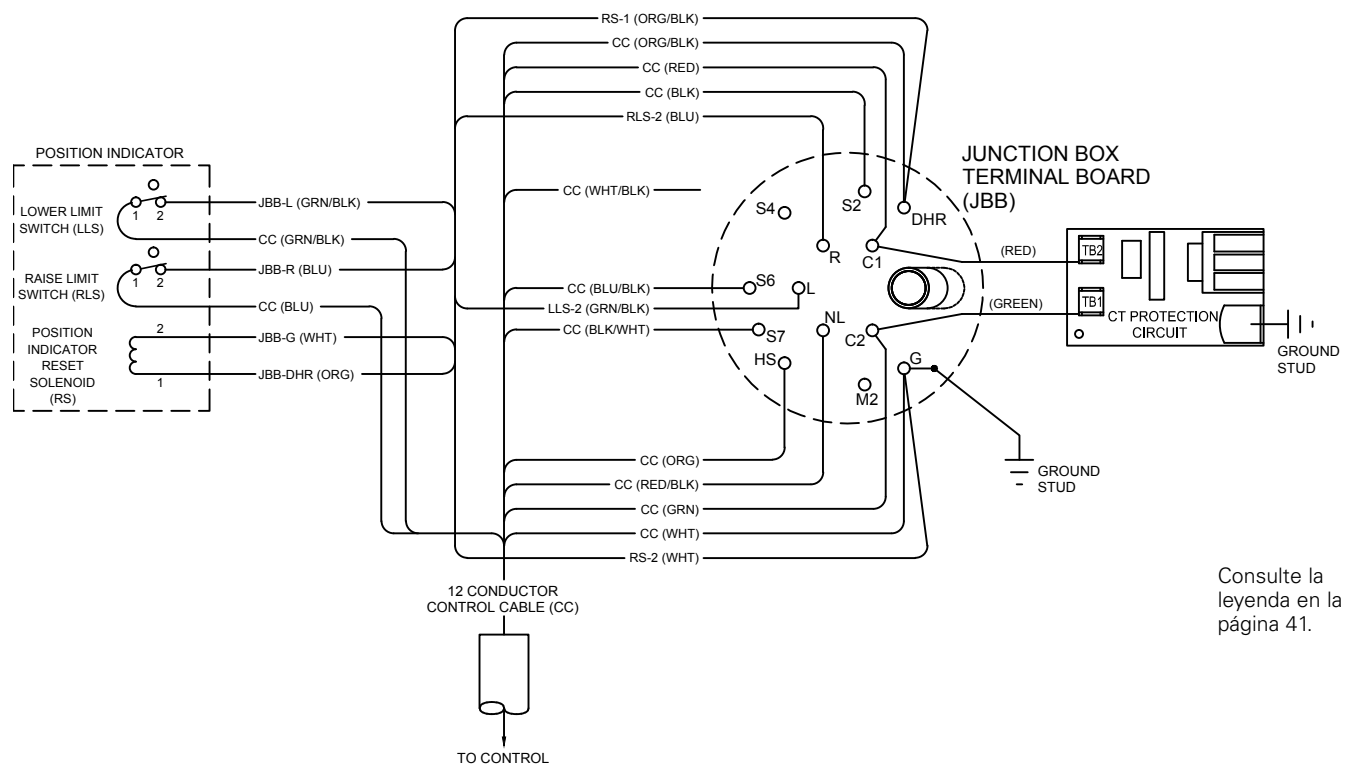 RS-1 (ORG/BLK)
CC (ORG/BLK)
CC (RED)
CC (BLK)
RLS-2 (BLU)
CC (WHT/BLK)
POSITION INDICATOR
LOWER LIMIT
SWITCH (LLS)
1 2
JBB-L (GRN/BLK)
CC (GRN/BLK)
RAISE LIMIT
SWITCH (RLS)
1 2
JBB-R (BLU)
CC (BLU)
POSITION
INDICATOR
RESET
SOLENOID
(RS)
2
1
JBB-G (WHT)
JBB-DHR (ORG)
CC (BLU/BLK)
LLS-2 (GRN/BLK)
CC (BLK/WHT)
JUNCTION BOX
TERMINAL BOARD
(JBB)
S4
S2
DHR
R
C1
S6
L
S7
NL
C2
HS
G
M2
(RED)
(GREEN)
TB2
TB1
CT PROTECTION
CIRCUIT
GROUND
STUD
GROUND
STUD
CC (ORG)
CC (RED/BLK)
CC (GRN)
CC (WHT)
RS-2 (WHT)
12 CONDUCTOR
CONTROL CABLE (CC)
TO CONTROL
Consulte la
leyenda en la
página 41.